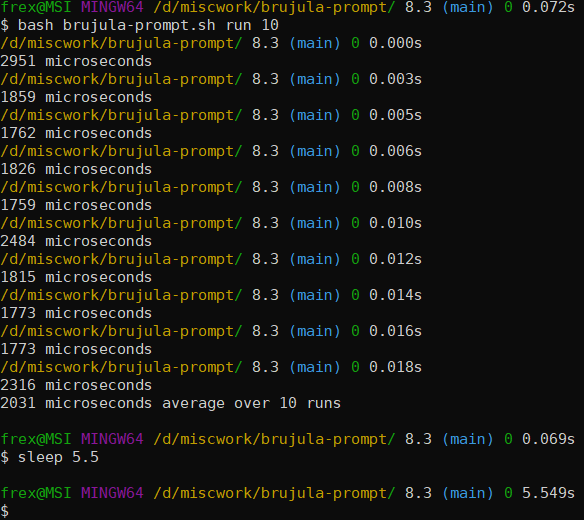 frex@MSI MINGW64 /d/miscwork/brujula-prompt/ 8.3 (main) 0 0.072s
$ bash brujula-prompt.sh run 10
/d/miscwork/brujula-prompt/ 8.3 (main) 0 0.000s
2951 microseconds
/d/miscwork/brujula-prompt/ 8.3 (main) 0 0.003s
1859 microseconds
/d/miscwork/brujula-prompt/ 8.3 (main) 0 0.005s
1762 microseconds
/d/miscwork/brujula-prompt/ 8.3 (main) 0 0.006s
1826 microseconds
/d/miscwork/brujula-prompt/ 8.3 (main) 0 0.008s
1759 microseconds
/d/miscwork/brujula-prompt/ 8.3 (main) 0 0.010s
2484 microseconds
/d/miscwork/brujula-prompt/ 8.3 (main) 0 0.012s
1815 microseconds
/d/miscwork/brujula-prompt/ 8.3 (main) 0 0.014s
1773 microseconds
/d/miscwork/brujula-prompt/ 8.3 (main) 0 0.016s
1773 microseconds
/d/miscwork/brujula-prompt/ 8.3 (main) 0 0.018s
2316 microseconds
2031 microseconds average over 10 runs
frex@MSI MINGW64 /d/miscwork/brujula-prompt/ 8.3 (main) 0 0.069s
$ sleep 5.5
frex@MSI MINGW64 /d/miscwork/brujula-prompt/ 8.3 (main) 0 5.549s
$